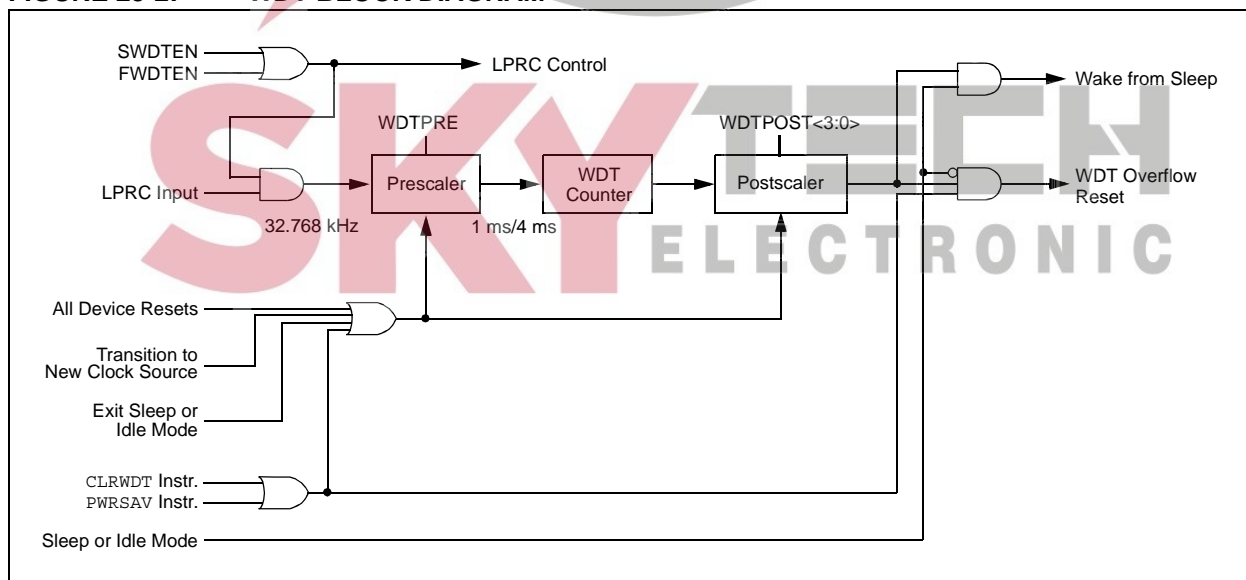 SWDTEN
FWDTEN
LPRC Control
Wake from Sleep
WDTPRE
WDTPOST<3:0>
LPRC Input
Prescaler
WDT
Counter
Postscaler
WDT Overflow
Reset
32.768 kHz
1 ms/4 ms
SKYTECH
ELECTRONIC
All Device Resets
Transition to
New Clock Source
Exit Sleep or
Idle Mode
CLRWDT Instr.
PWRSAV Instr.
Sleep or Idle Mode